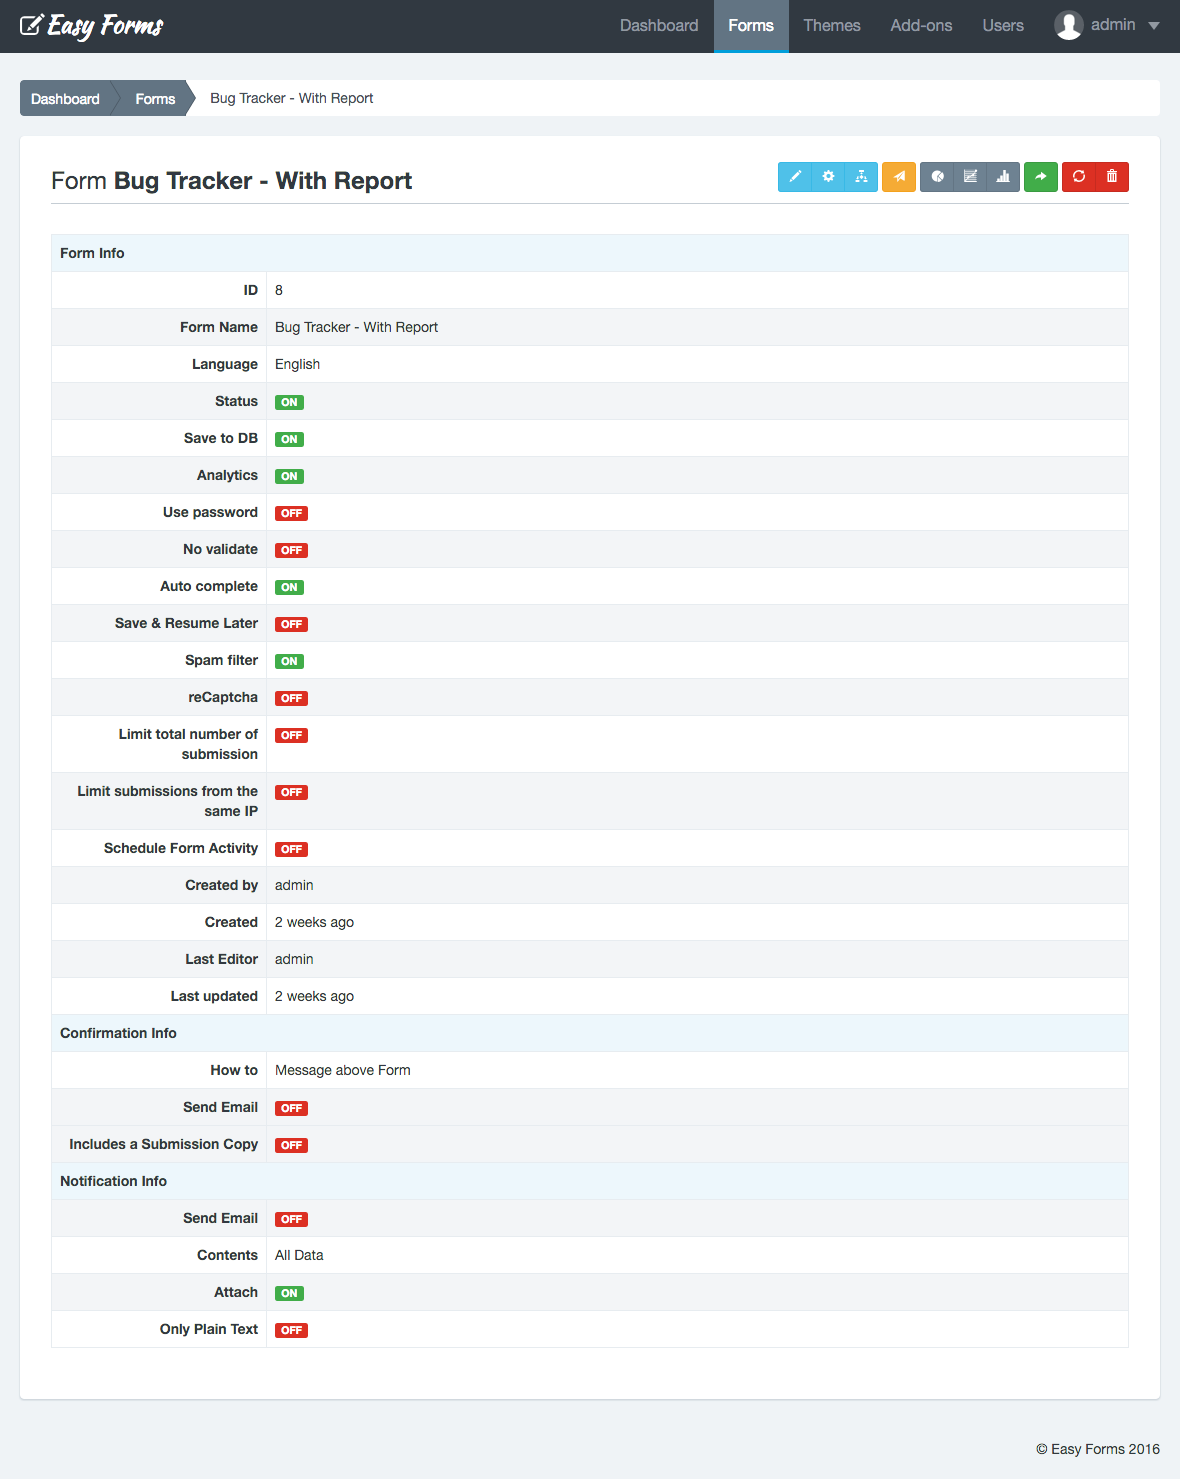 Easy Forms
Dashboard Forms Themes Add-ons Users admin
Dashboard Forms Bug Tracker - With Report
Form Bug Tracker - With Report
Form Info
ID 8
Form Name Bug Tracker - With Report
Language English
Status ON
Save to DB ON
Analytics ON
Use password OFF
No validate OFF
Auto complete ON
Save & Resume Later OFF
Spam filter ON
reCaptcha OFF
Limit total number of OFF
submission
Limit submissions from the OFF
same IP
Schedule Form Activity OFF
Created by admin
Created 2 weeks ago
Last Editor admin
Last updated 2 weeks ago
Confirmation Info
How to Message above Form
Send Email OFF
Includes a Submission Copy OFF
Notification Info
Send Email OFF
Contents All Data
Attach ON
Only Plain Text OFF
© Easy Forms 2016